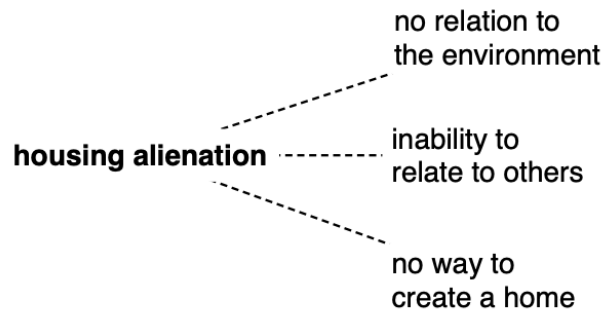 no relation to
the environment
housing alienation
inability to
relate to others
no way to
create a home